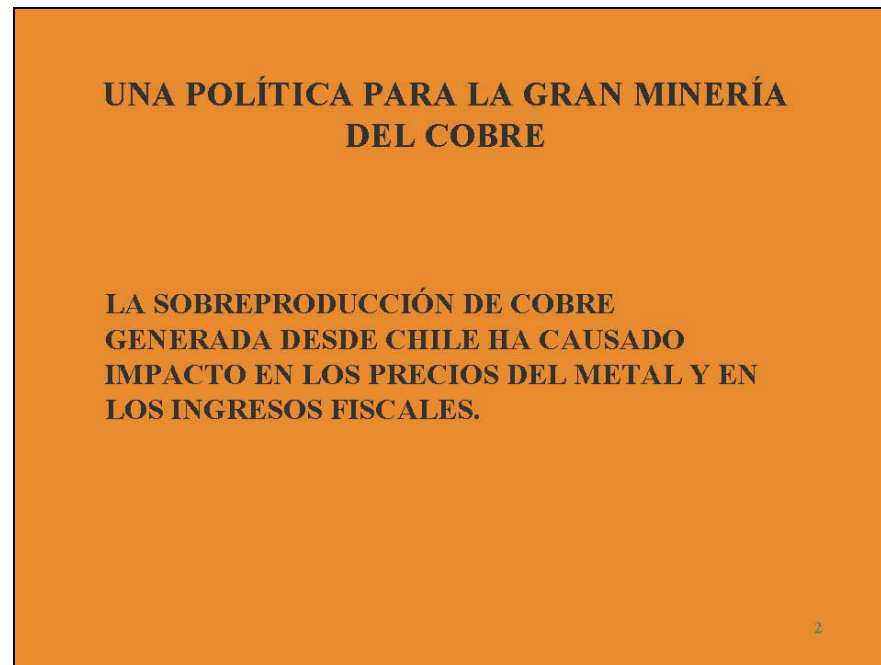 UNA POLÍTICA PARA LA GRAN MINERÍA
DEL COBRE
LA SOBREPRODUCCIÓN DE COBRE
GENERADA DESDE CHILE HA CAUSADO
IMPACTO EN LOS PRECIOS DEL METAL Y EN
LOS INGRESOS FISCALES.
2